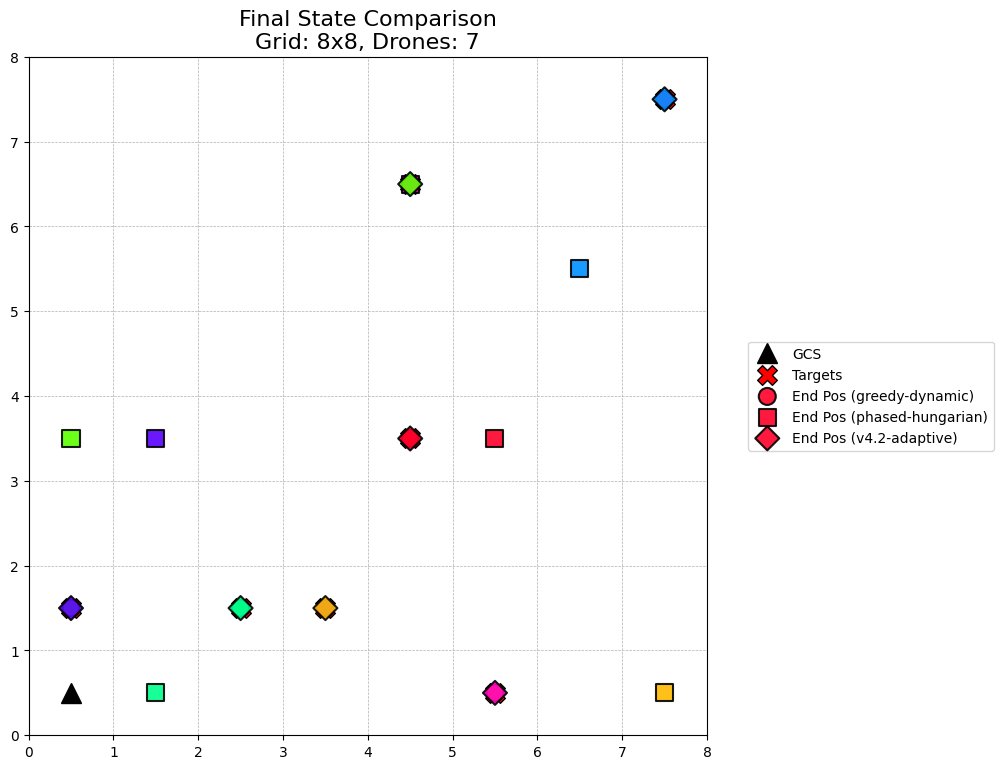 Final State Comparison
Grid: 8x8, Drones: 7
8
7
6
5
4
3
2
1
0
0 1 2 3 4 5 6 7 8
GCS
Targets
End Pos (greedy-dynamic)
End Pos (phased-hungarian)
End Pos (v4.2-adaptive)